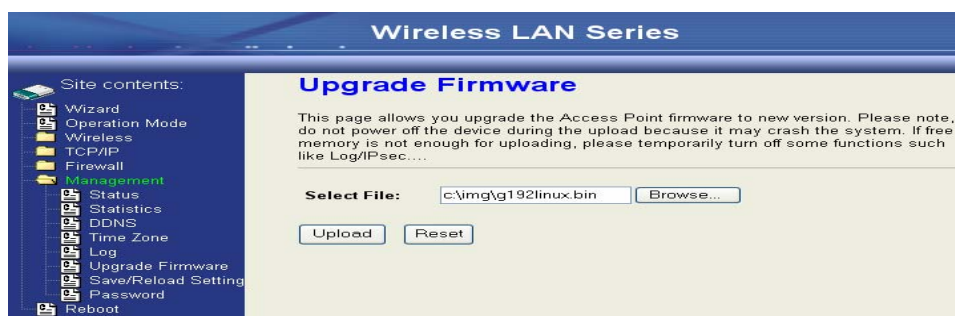 Wireless LAN Series
Site contents:
Wizard
Operation Mode
Wireless
TCP/IP
Firewall
Management
Status
Statistics
DDNS
Time Zone
Log
Upgrade Firmware
Save/Reload Setting
Password
Reboot
Upgrade Firmware
This page allows you upgrade the Access Point firmware to new version. Please note,
do not power off the device during the upload because it may crash the system. If free
memory is not enough for uploading, please temporarily turn off some functions such
like Log/IPsec....
Select File: c:\img\g192linux.bin Browse...
Upload Reset